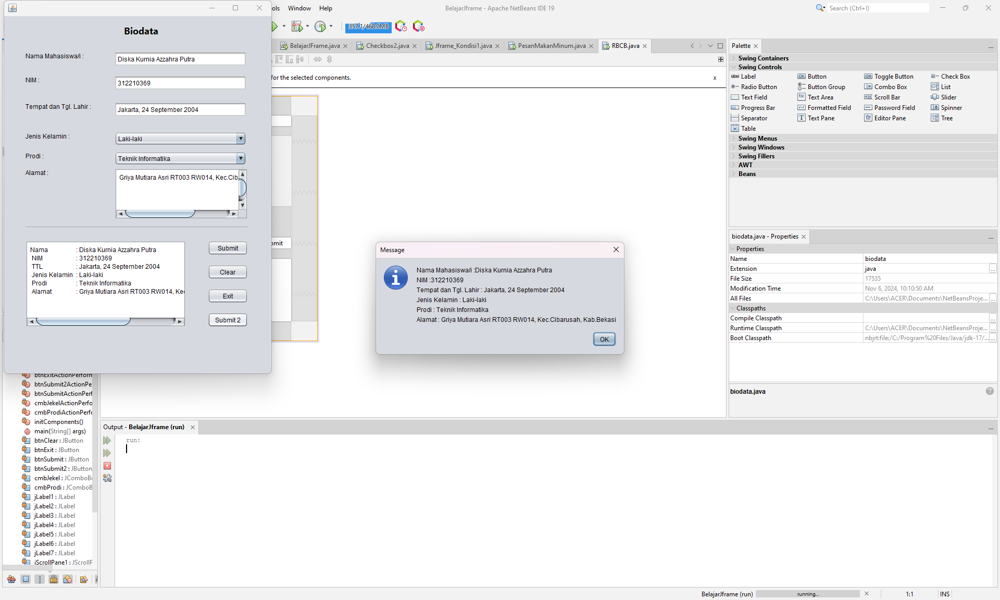 ols Window Help
BelajarJframe - Apache NetBeans IDE 19
Search (Ctrl+I)
357.1/468.0MB
BelajarJFrame.java
Checkbox2.java
Jframe_Kondisi1.java
PesanMakanMinum.java
RBCB.java
for the selected components.
x
Biodata
Nama Mahasiswa/i :
Diska Kurnia Azzahra Putra
NIM :
312210369
Tempat dan Tgl. Lahir :
Jakarta, 24 September 2004
Jenis Kelamin :
Laki-laki
Prodi :
Teknik Informatika
Alamat :
Griya Mutiara Asri RT003 RW014, Kec.Cib
Nama : Diska Kurnia Azzahra Putra
NIM : 312210369
TTL : Jakarta, 24 September 2004
Jenis Kelamin : Laki-laki
Prodi : Teknik Informatika
Alamat : Griya Mutiara Asri RT003 RW014, Ke
Submit
Clear
Exit
Submit 2
omit
Message
Nama Mahasiswa/i :Diska Kurnia Azzahra Putra
NIM :312210369
Tempat dan Tgl. Lahir : Jakarta, 24 September 2004
Jenis Kelamin : Laki-laki
Prodi : Teknik Informatika
Alamat : Griya Mutiara Asri RT003 RW014, Kec.Cibarusah, Kab.Bekasi
OK
Palette
Swing Containers
Swing Controls
Label Button Toggle Button Check Box
Radio Button Button Group Combo Box List
Text Field Text Area Scroll Bar Slider
Progress Bar Formatted Field Password Field Spinner
Separator Text Pane Editor Pane Tree
Table
Swing Menus
Swing Windows
Swing Fillers
AWT
Beans
biodata.java - Properties
Properties
Name biodata
Extension java
File Size 17535
Modification Time Nov 6, 2024, 10:10:50 AM
All Files C:\Users\ACER\Documents\NetBeansProje...
Classpaths
Compile Classpath
Runtime Classpath C:\Users\ACER\Documents\NetBeansProje...
Boot Classpath nbjrt:file:/C:/Program%20Files/Java/jdk-17/...
biodata.java
btnExitActionPerform
btnSubmit2ActionPe
btnSubmitActionPerf
cmbJekelActionPerfo
cmbProdiActionPerfo
initComponents()
main(String[] args)
btnClear : JButton
btnExit : JButton
btnSubmit : JButton
btnSubmit2 : JButton
cmbJekel : JComboBo
cmbProdi : JComboB
jLabel1 : JLabel
jLabel2 : JLabel
jLabel3 : JLabel
jLabel4 : JLabel
jLabel5 : JLabel
jLabel6 : JLabel
jLabel7 : JLabel
jScrollPane1 : JScrollP
Output - BelajarJframe (run)
run:
BelajarJframe (run)
running...
1:1
INS